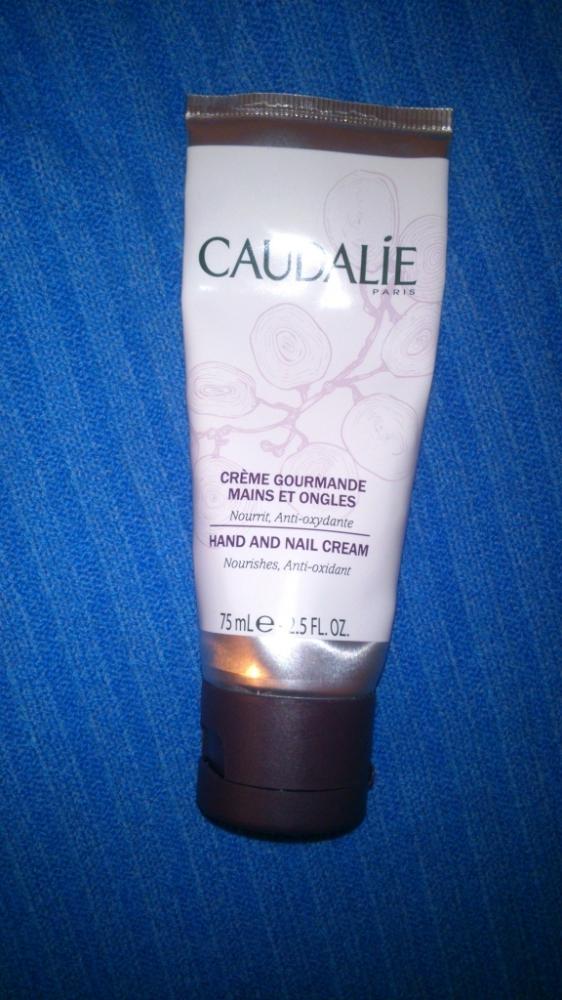 CAUDALÍE
PARIS
CRÈME GOURMANDE
MAINS ET ONGLES
Nourrit, Anti-oxydante
HAND AND NAIL CREAM
Nourishes, Anti-oxidant
75 mL e - 2.5 FL. OZ.